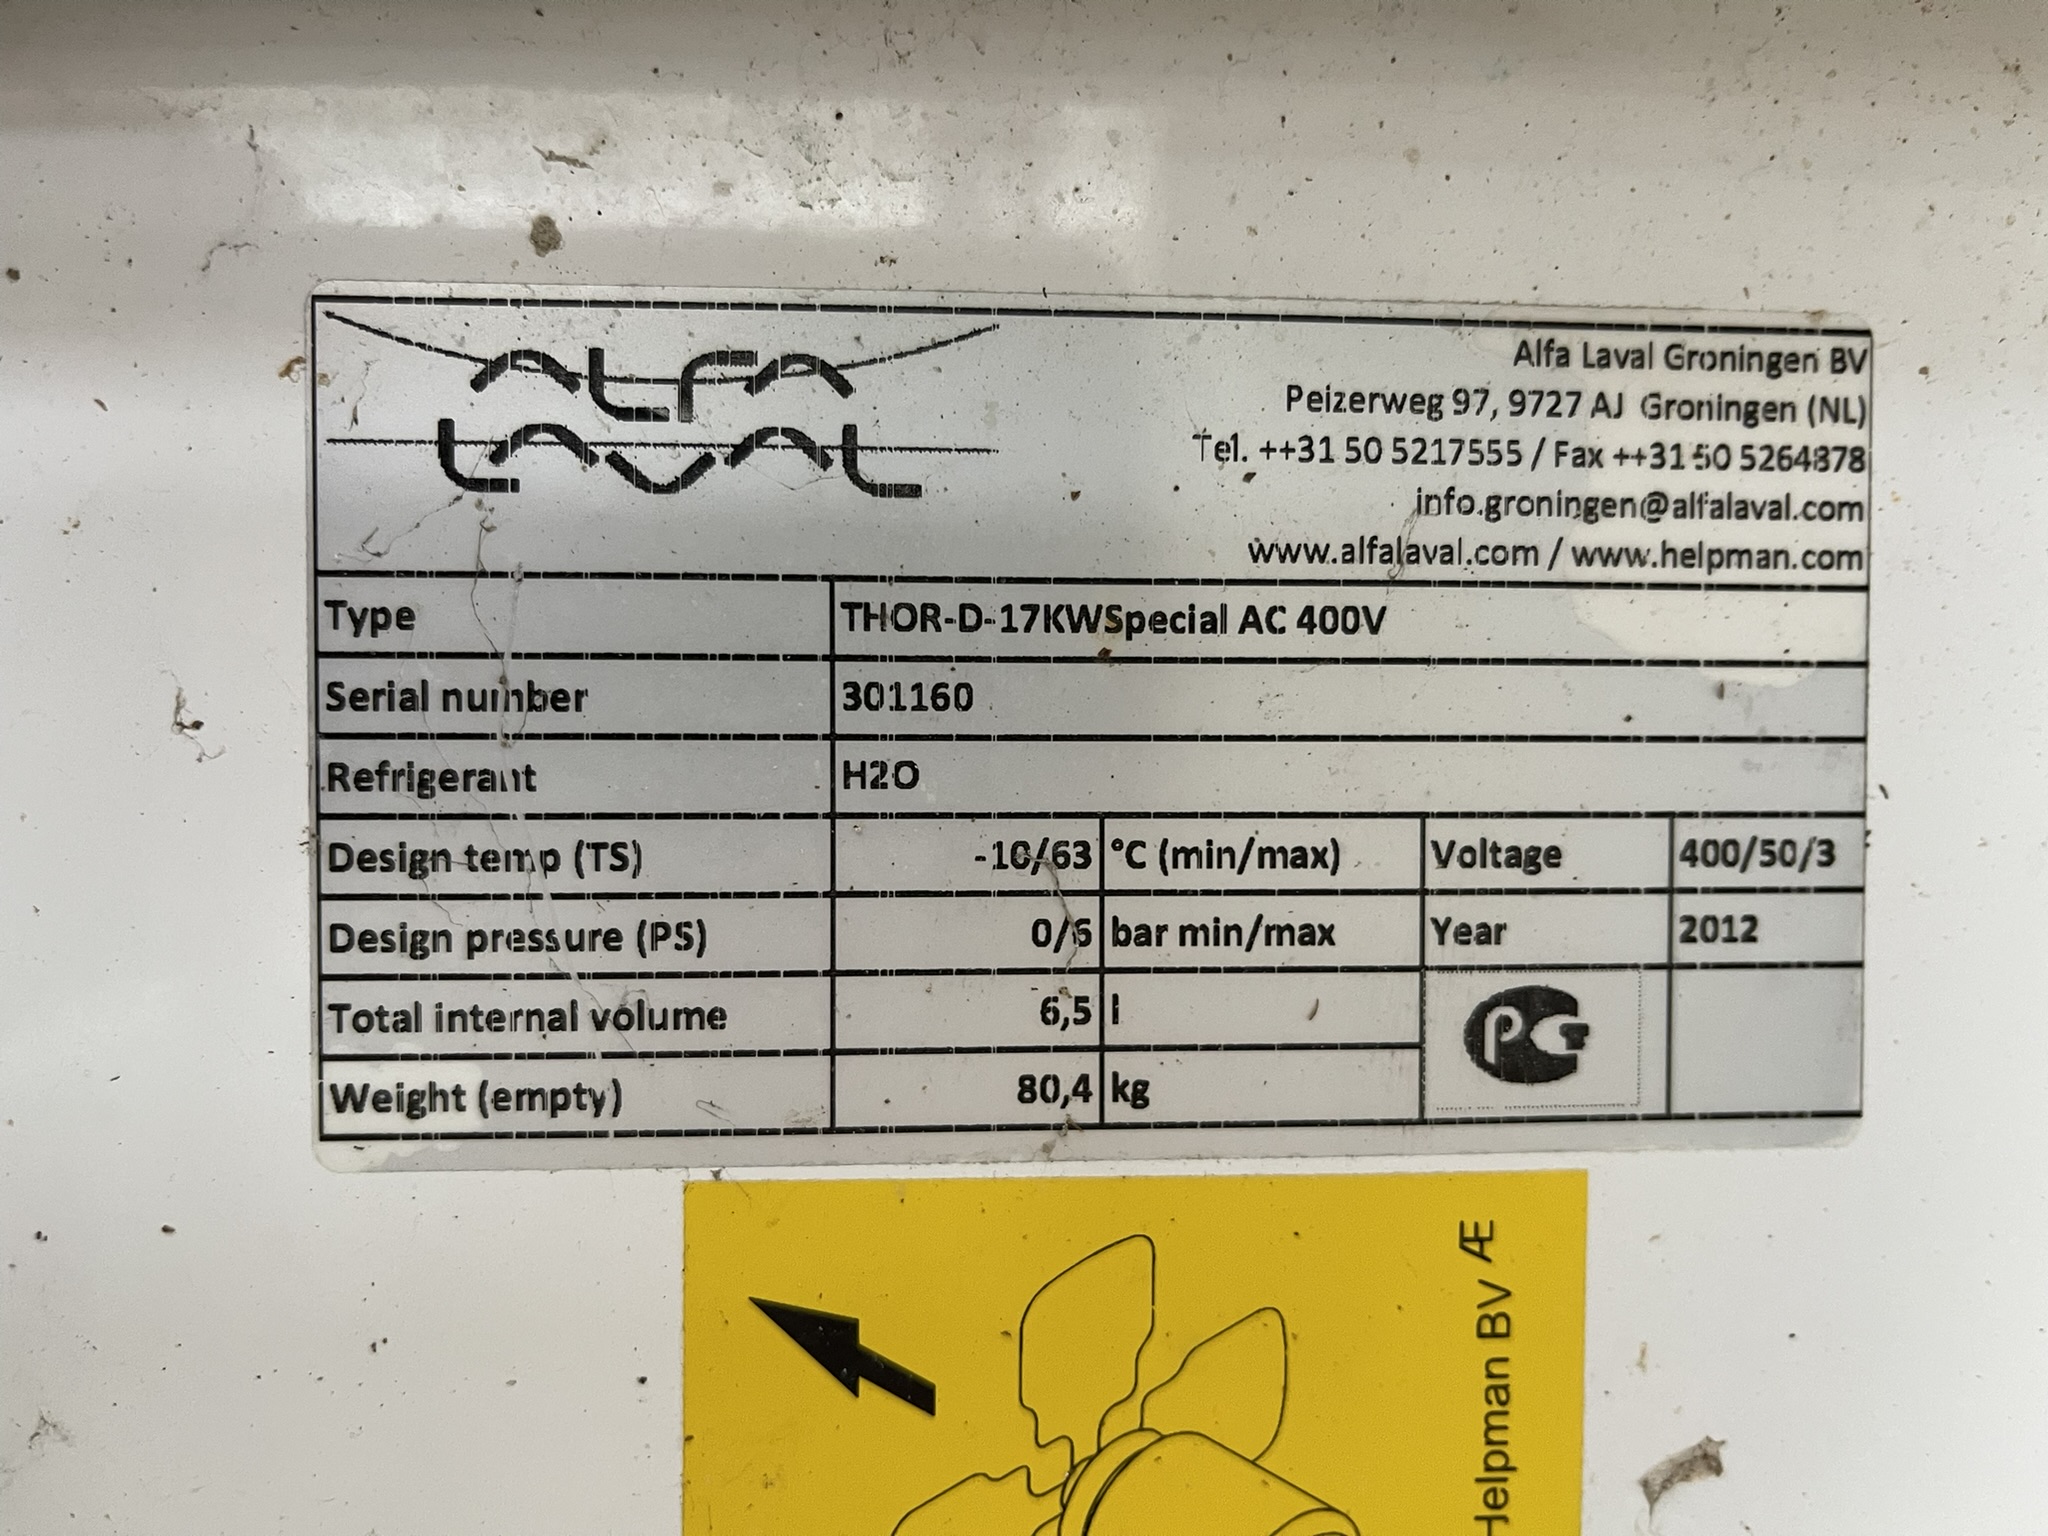 ALFA
LAVAL
Alfa Laval Groningen BV
Peizerweg 97, 9727 AJ Groningen (NL)
Tel. ++31 50 5217555 / Fax ++31 50 5264878
info.groningen@alfalaval.com
www.alfalaval.com / www.helpman.com
Type THOR-D-17KWSpecial AC 400V
Serial number 301160
Refrigerant H2O
Design temp (TS) -10/63 °C (min/max) Voltage 400/50/3
Design pressure (PS) 0/6 bar min/max Year 2012
Total internal volume 6,5 l
PG
Weight (empty) 80,4 kg
Helpman BV Æ